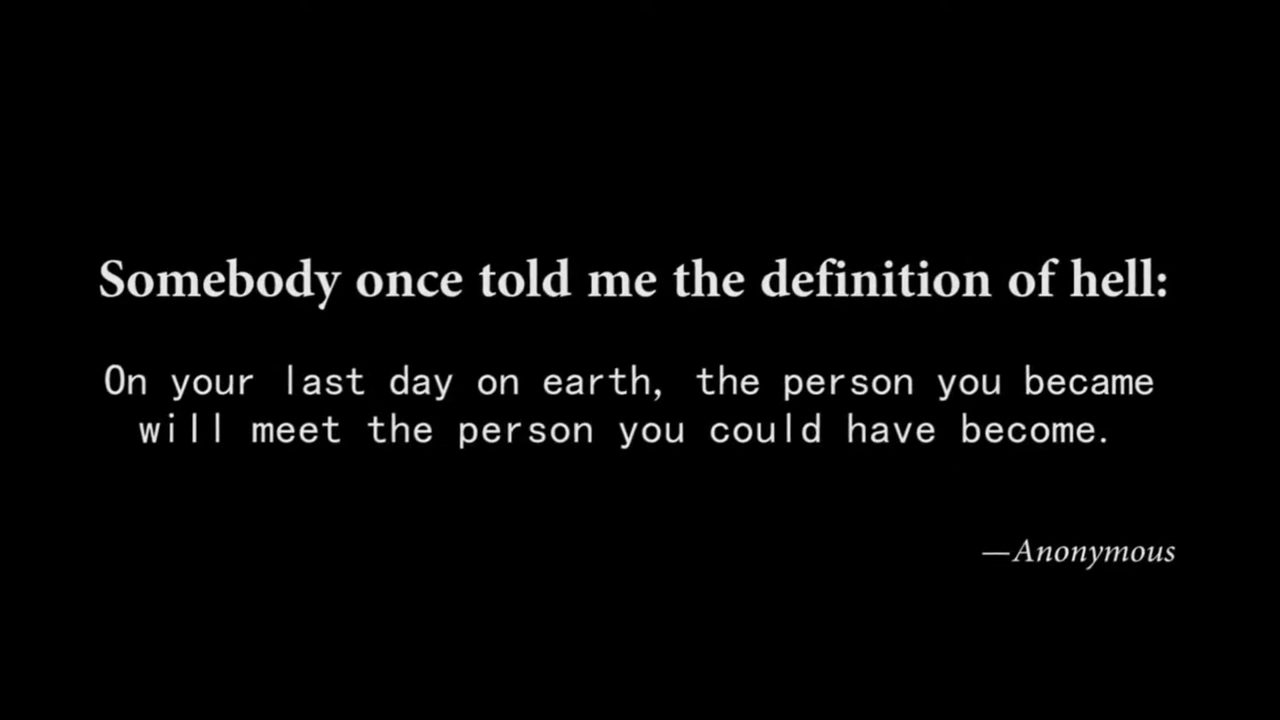 Somebody once told me the definition of hell:
On your last day on earth, the person you became
will meet the person you could have become.
—Anonymous